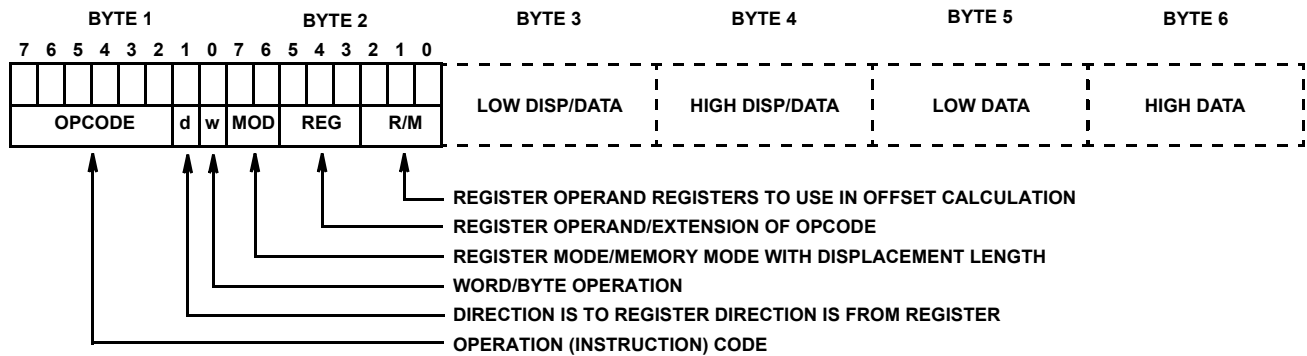 BYTE 1 BYTE 2 BYTE 3 BYTE 4 BYTE 5 BYTE 6
7 6 5 4 3 2 1 0 7 6 5 4 3 2 1 0
LOW DISP/DATA HIGH DISP/DATA LOW DATA HIGH DATA
OPCODE d w MOD REG R/M
REGISTER OPERAND REGISTERS TO USE IN OFFSET CALCULATION
REGISTER OPERAND/EXTENSION OF OPCODE
REGISTER MODE/MEMORY MODE WITH DISPLACEMENT LENGTH
WORD/BYTE OPERATION
DIRECTION IS TO REGISTER DIRECTION IS FROM REGISTER
OPERATION (INSTRUCTION) CODE